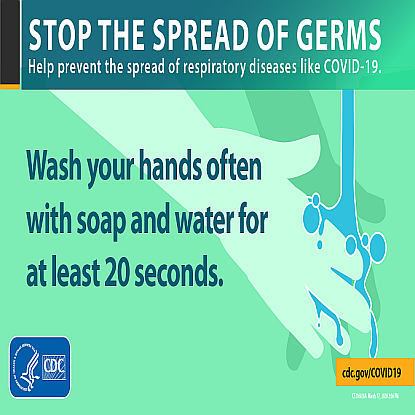 STOP THE SPREAD OF GERMS
Help prevent the spread of respiratory diseases like COVID-19.
Wash your hands often
with soap and water for
at least 20 seconds.
CDC
cdc.gov/COVID19